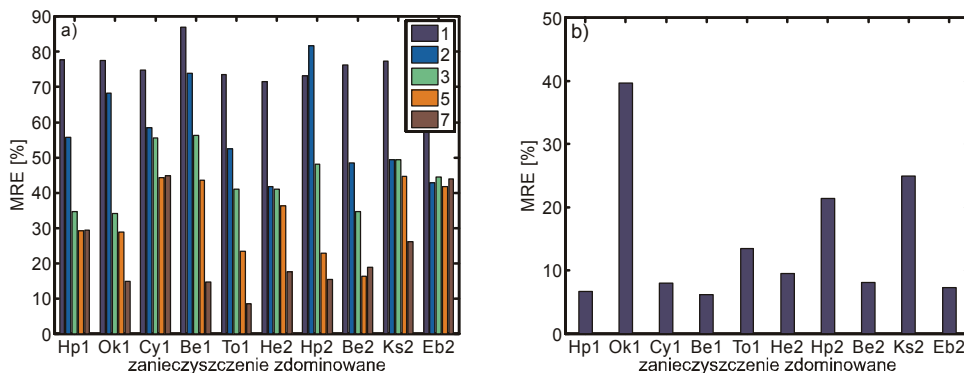 a)
1
2
3
5
7
MRE [%]
90
80
70
60
50
40
30
20
10
0
Hp1 Ok1 Cy1 Be1 To1 He2 Hp2 Be2 Ks2 Eb2
zanieczyszczenie zdominowane
b)
MRE [%]
50
40
30
20
10
0
Hp1 Ok1 Cy1 Be1 To1 He2 Hp2 Be2 Ks2 Eb2
zanieczyszczenie zdominowane